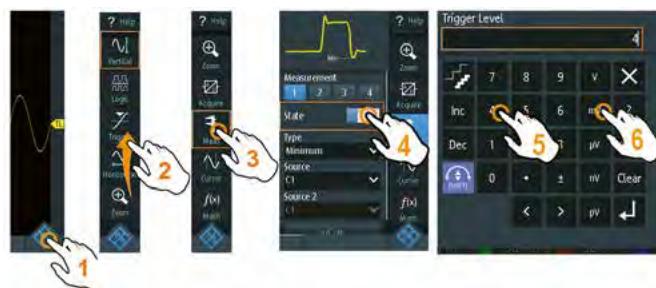 TL
1
? Help
Vertical
Logic
Zoom
2
? Help
Zoom
Acquire
Meas
Cursor
f(x)
Math
3
Measurement
1 2 3 4
State
Type
Minimum
Source
C1
Source 2
C1
? Help
Zoom
Acquire
Cursor
f(x)
Math
4
Trigger Level
4
7 8 9 V X
Inc 4 5 6 m
Dec 1 µV
0 • ± nV Clear
< > pV
5
6